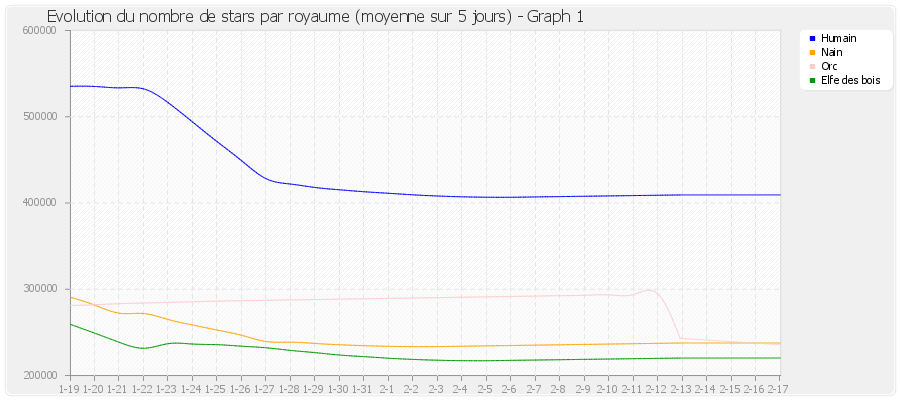 Evolution du nombre de stars par royaume (moyenne sur 5 jours) - Graph 1
600000
500000
400000
300000
200000
1-19 1-20 1-21 1-22 1-23 1-24 1-25 1-26 1-27 1-28 1-29 1-30 1-31 2-1 2-2 2-3 2-4 2-5 2-6 2-7 2-8 2-9 2-10 2-11 2-12 2-13 2-14 2-15 2-16 2-17
Humain
Nain
Orc
Elfe des bois